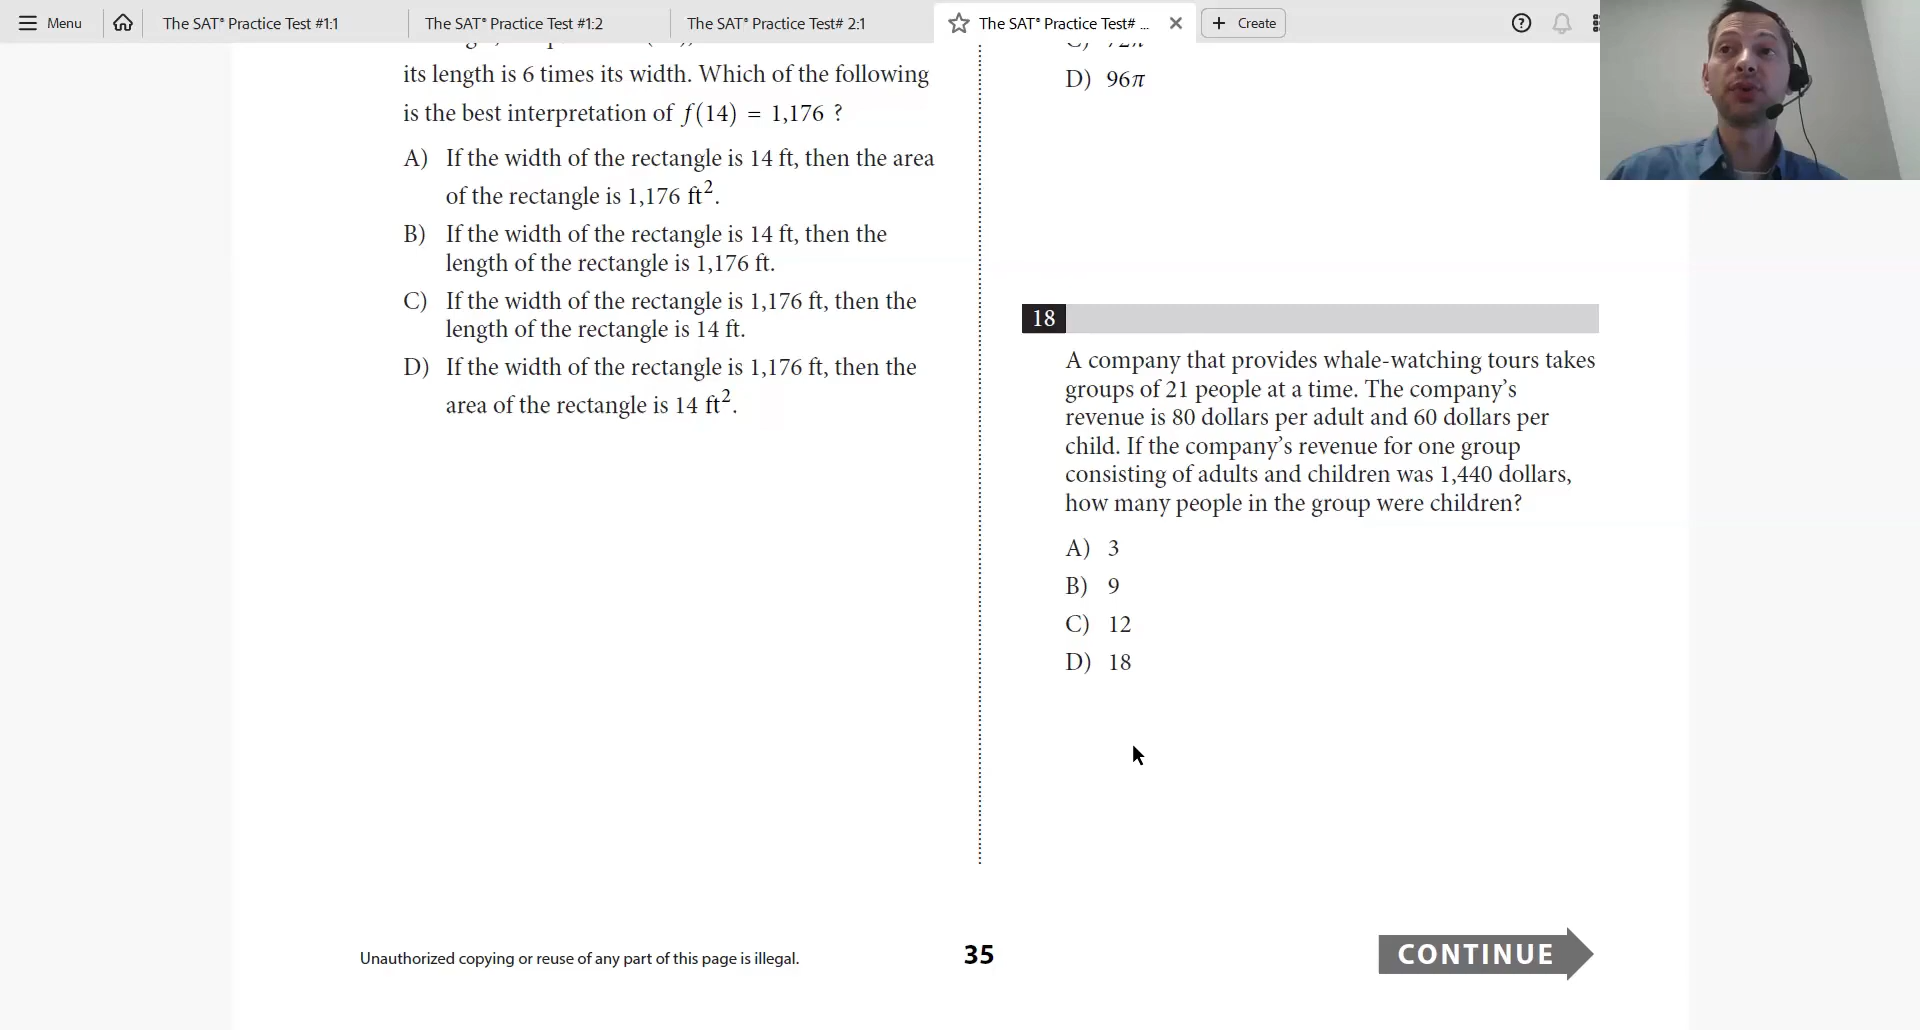 Menu
The SAT® Practice Test #1:1
The SAT® Practice Test #1:2
The SAT® Practice Test# 2:1
The SAT® Practice Test# ...
Create
its length is 6 times its width. Which of the following
is the best interpretation of f(14) = 1,176 ?
A) If the width of the rectangle is 14 ft, then the area
of the rectangle is 1,176 ft².
B) If the width of the rectangle is 14 ft, then the
length of the rectangle is 1,176 ft.
C) If the width of the rectangle is 1,176 ft, then the
length of the rectangle is 14 ft.
D) If the width of the rectangle is 1,176 ft, then the
area of the rectangle is 14 ft².
D) 96π
18
A company that provides whale-watching tours takes
groups of 21 people at a time. The company’s
revenue is 80 dollars per adult and 60 dollars per
child. If the company’s revenue for one group
consisting of adults and children was 1,440 dollars,
how many people in the group were children?
A) 3
B) 9
C) 12
D) 18
Unauthorized copying or reuse of any part of this page is illegal.
35
CONTINUE